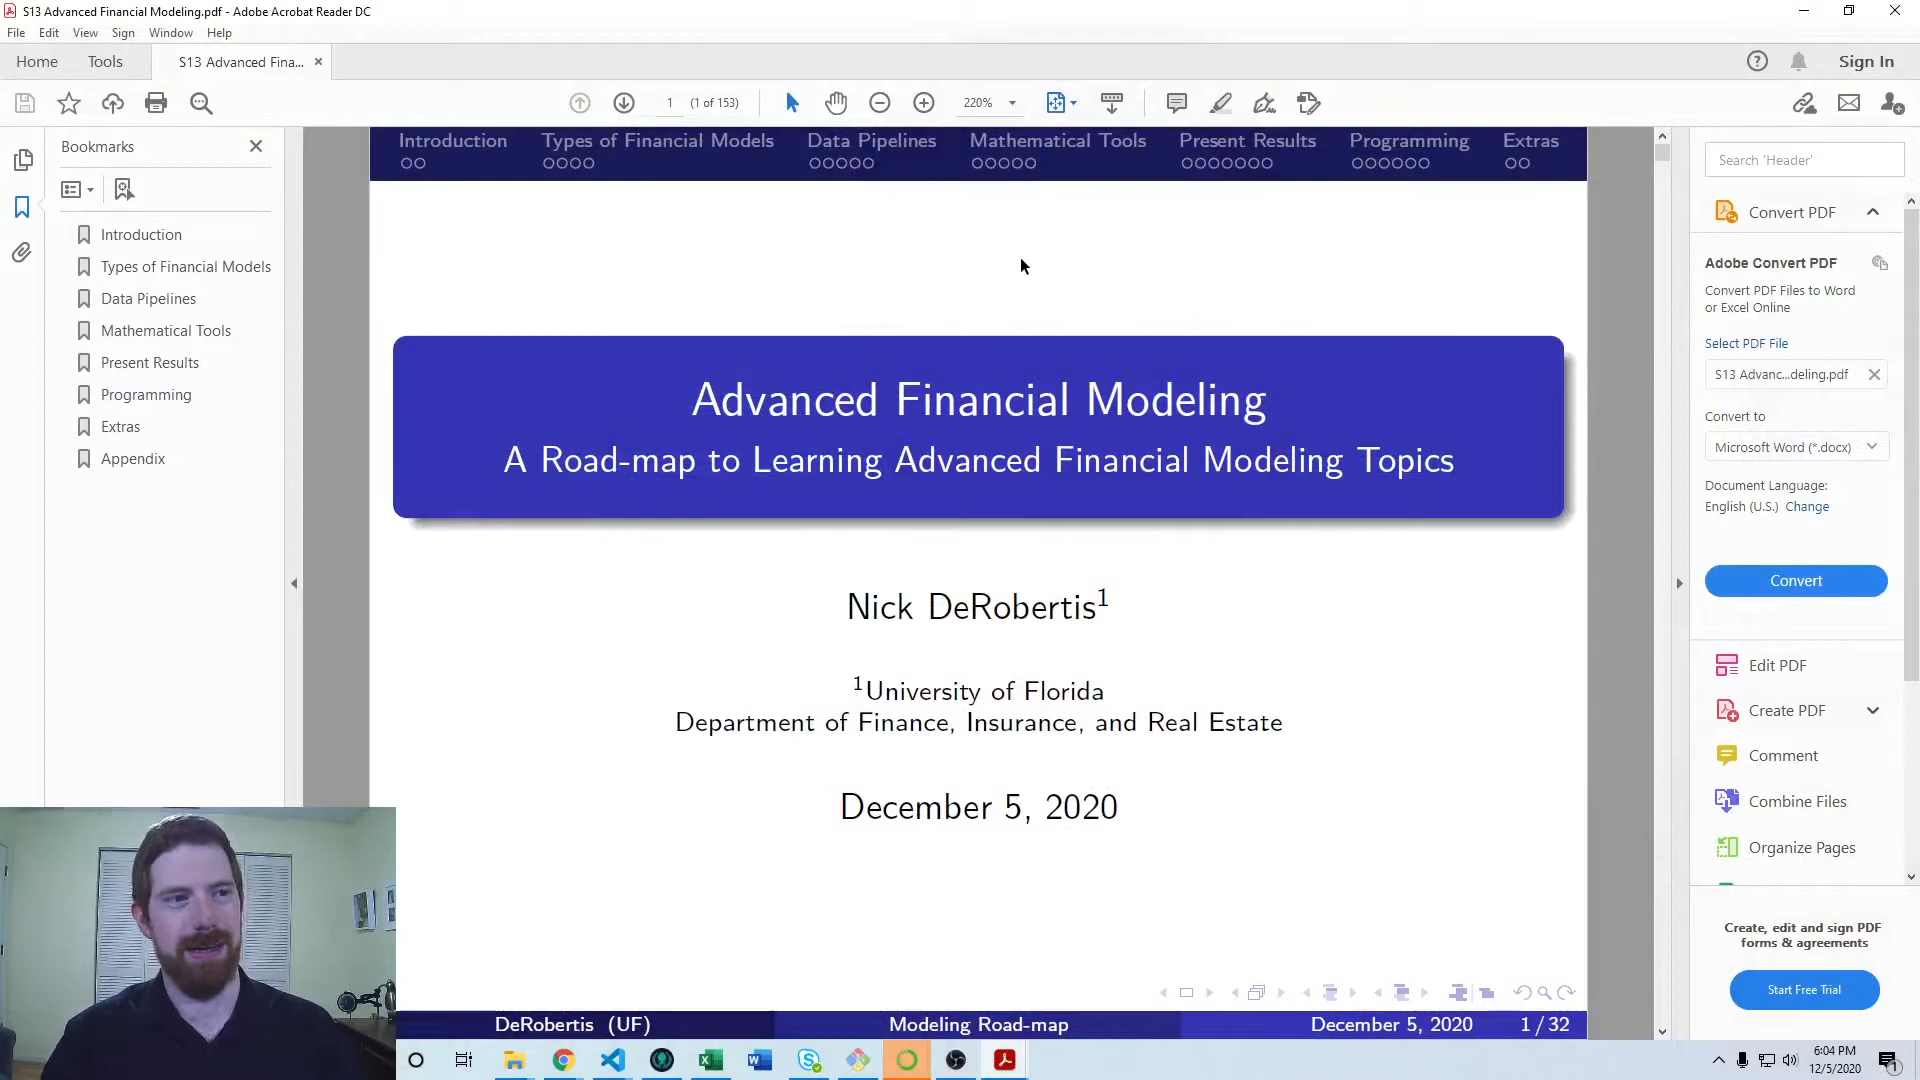 S13 Advanced Financial Modeling.pdf - Adobe Acrobat Reader DC
File Edit View Sign Window Help
Home Tools S13 Advanced Fina... Sign In
1 (1 of 153) 220%
Bookmarks
Introduction
Types of Financial Models
Data Pipelines
Mathematical Tools
Present Results
Programming
Extras
Appendix
Introduction Types of Financial Models Data Pipelines Mathematical Tools Present Results Programming Extras
Advanced Financial Modeling
A Road-map to Learning Advanced Financial Modeling Topics
Nick DeRobertis1
1University of Florida
Department of Finance, Insurance, and Real Estate
December 5, 2020
DeRobertis (UF) Modeling Road-map December 5, 2020 1 / 32
Search 'Header'
Convert PDF
Adobe Convert PDF
Convert PDF Files to Word
or Excel Online
Select PDF File
S13 Advanc...deling.pdf
Convert to
Microsoft Word (*.docx)
Document Language:
English (U.S.) Change
Convert
Edit PDF
Create PDF
Comment
Combine Files
Organize Pages
Create, edit and sign PDF
forms & agreements
Start Free Trial
6:04 PM
12/5/2020